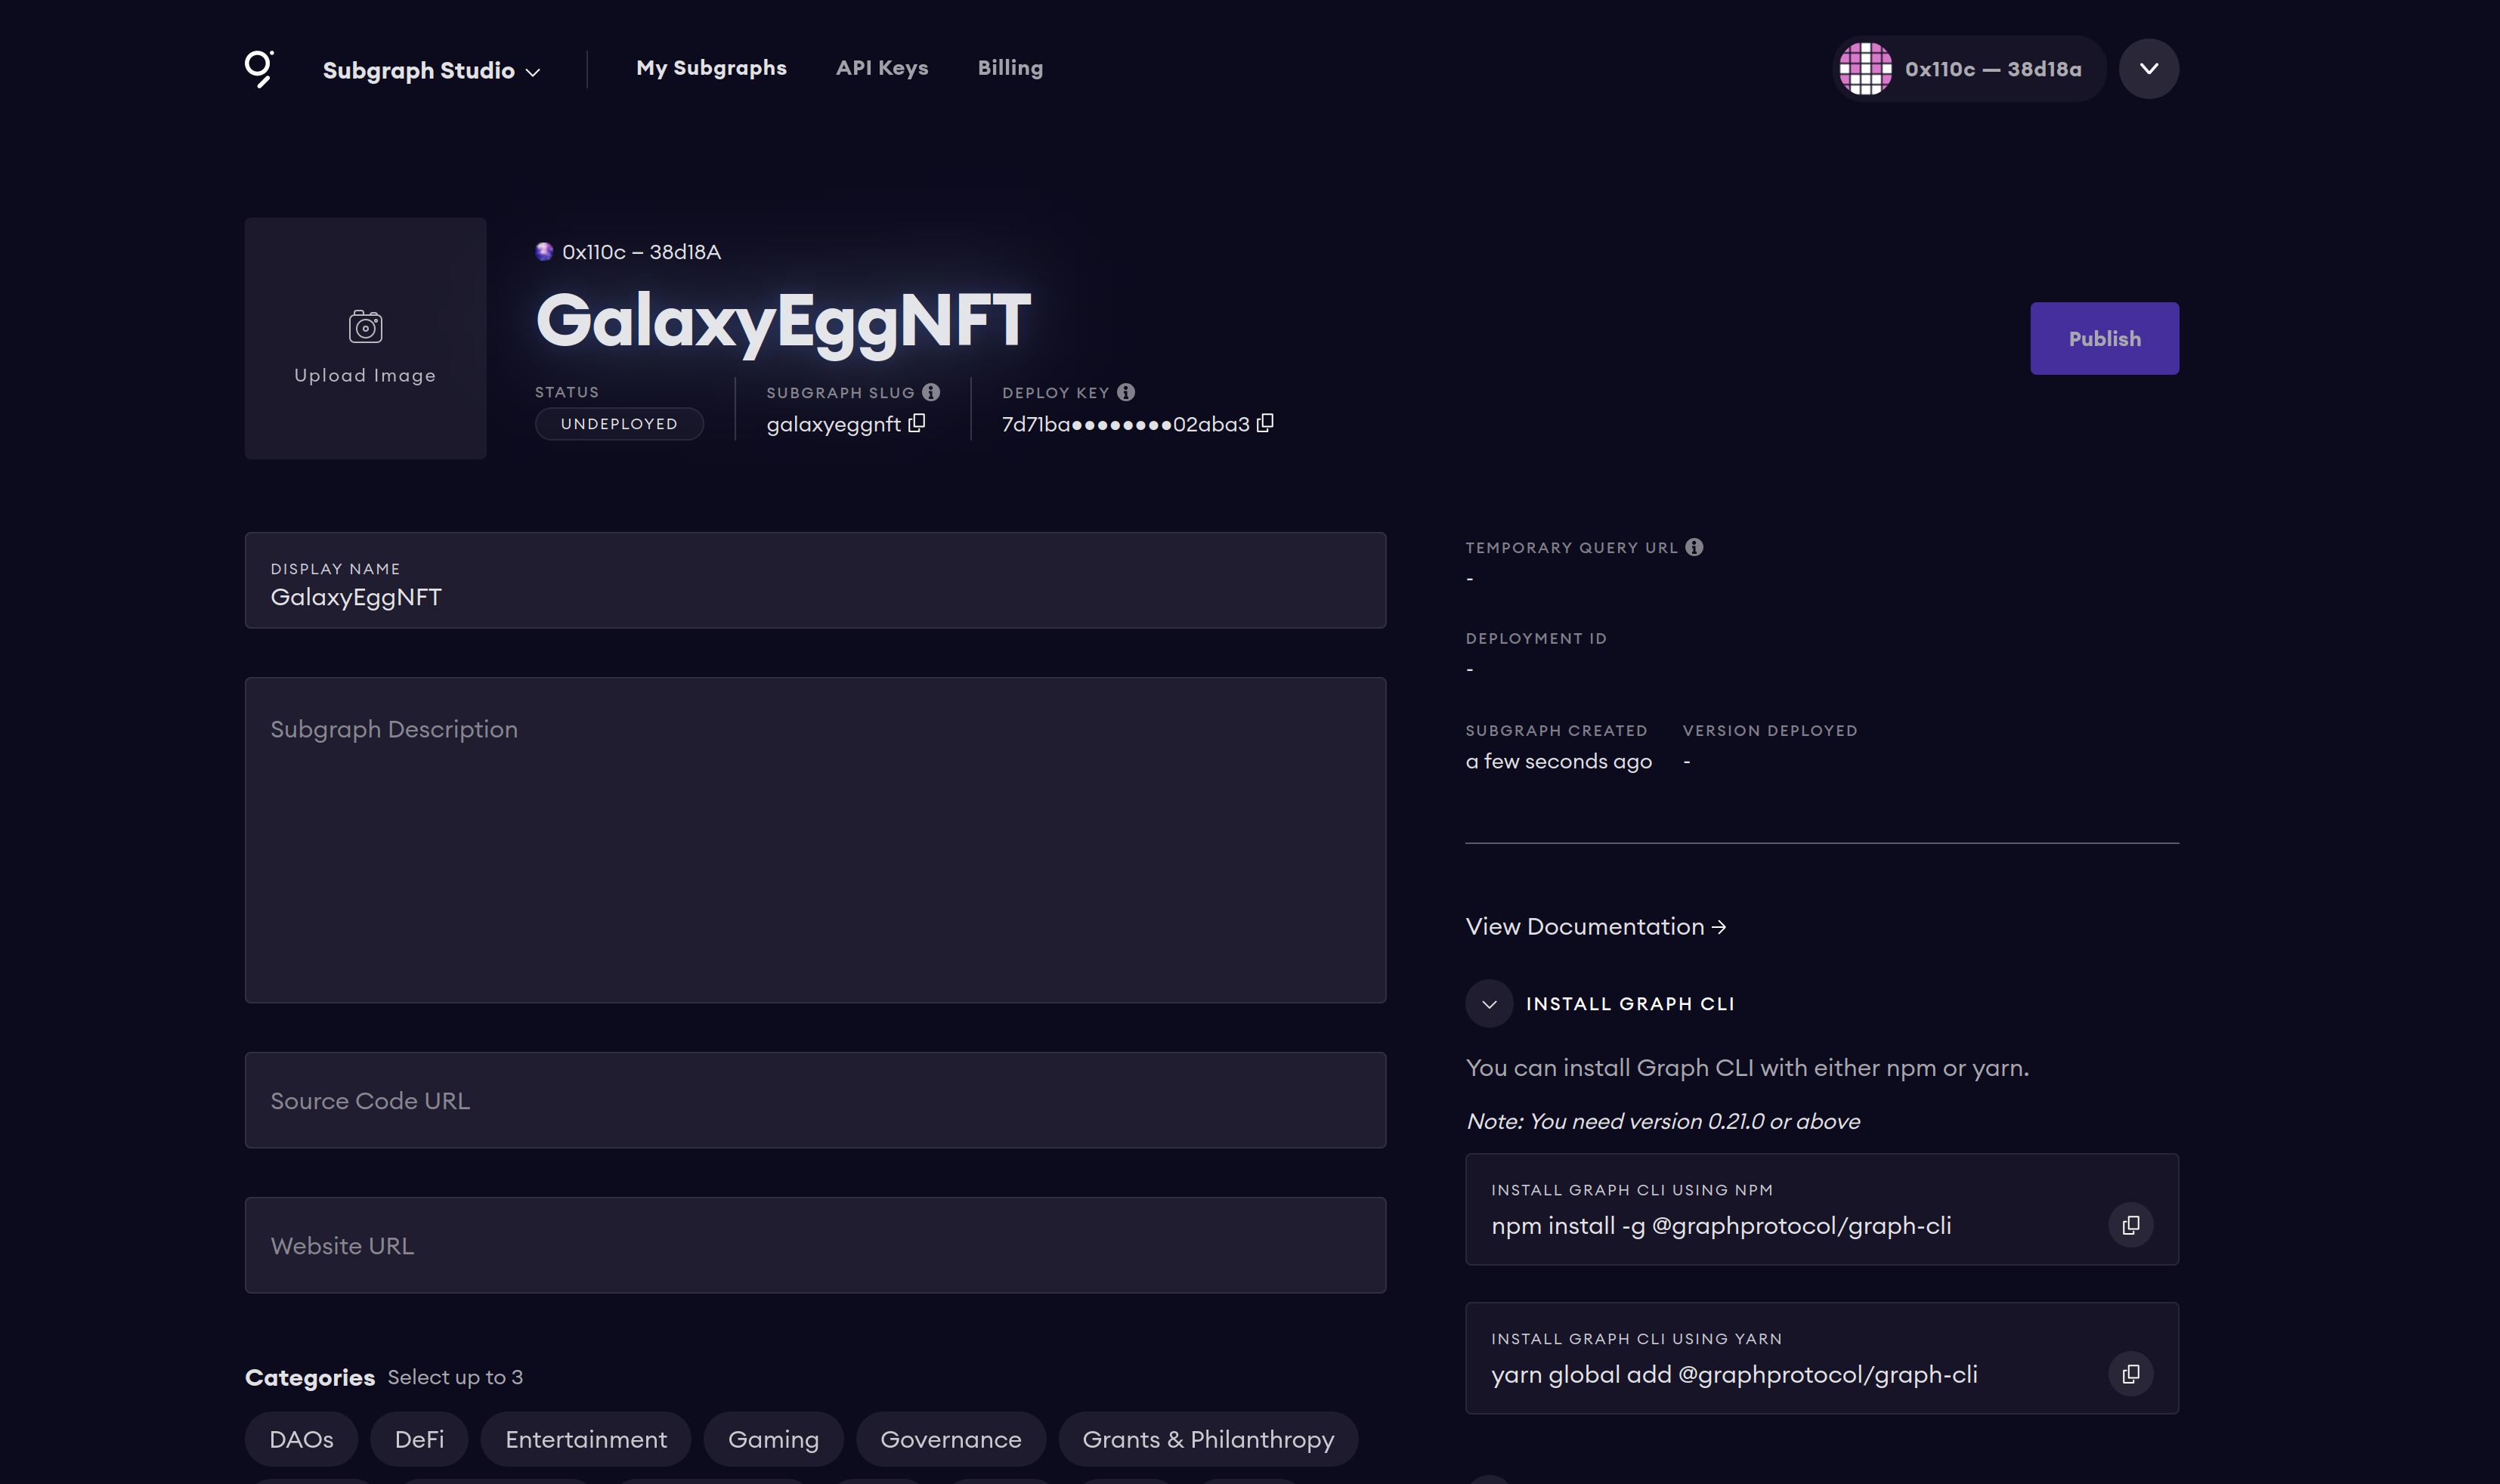 Subgraph Studio
My Subgraphs
API Keys
Billing
0x110c — 38d18a
Upload Image
0x110c – 38d18A
GalaxyEggNFT
STATUS
UNDEPLOYED
SUBGRAPH SLUG
galaxyeggnft
DEPLOY KEY
7d71ba●●●●●●●●02aba3
Publish
DISPLAY NAME
GalaxyEggNFT
Subgraph Description
Source Code URL
Website URL
Categories Select up to 3
DAOs
DeFi
Entertainment
Gaming
Governance
Grants & Philanthropy
TEMPORARY QUERY URL
-
DEPLOYMENT ID
-
SUBGRAPH CREATED
a few seconds ago
VERSION DEPLOYED
-
View Documentation →
INSTALL GRAPH CLI
You can install Graph CLI with either npm or yarn.
Note: You need version 0.21.0 or above
INSTALL GRAPH CLI USING NPM
npm install -g @graphprotocol/graph-cli
INSTALL GRAPH CLI USING YARN
yarn global add @graphprotocol/graph-cli